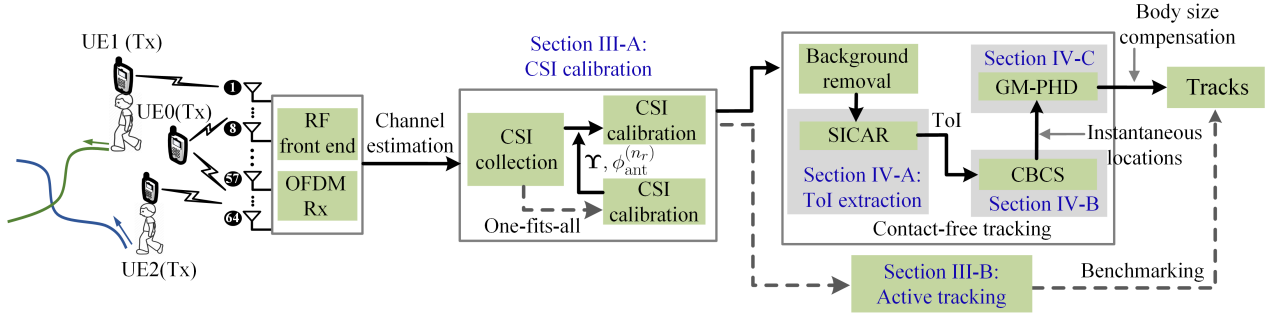 UE1 (Tx)
UE0(Tx)
UE2(Tx)
1
8
57
64
RF
front end
OFDM
Rx
Channel
estimation
Section III-A:
CSI calibration
CSI
collection
CSI
calibration
ϒ, ϕ_ant^(n_r)
CSI
calibration
One-fits-all
Background
removal
SICAR
Section IV-A:
ToI extraction
ToI
Section IV-C
GM-PHD
CBCS
Section IV-B
Instantaneous
locations
Contact-free tracking
Body size
compensation
Tracks
Section III-B:
Active tracking
Benchmarking